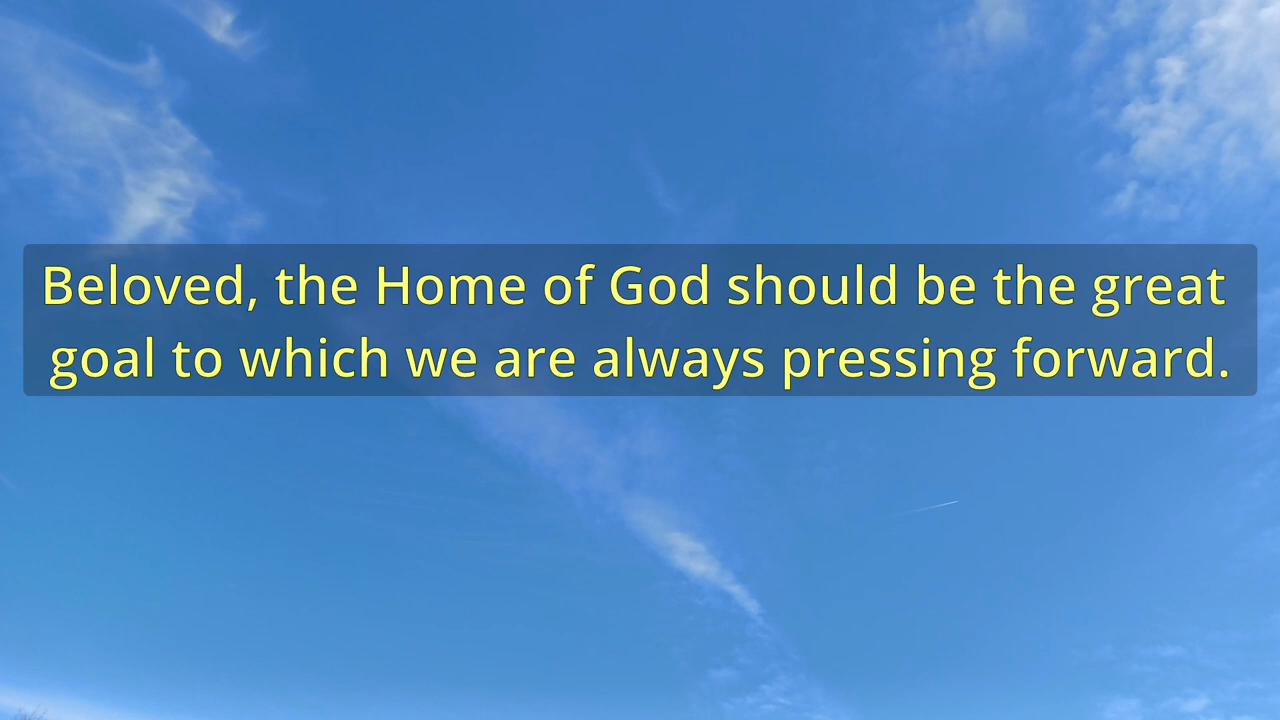 Beloved, the Home of God should be the great
goal to which we are always pressing forward.